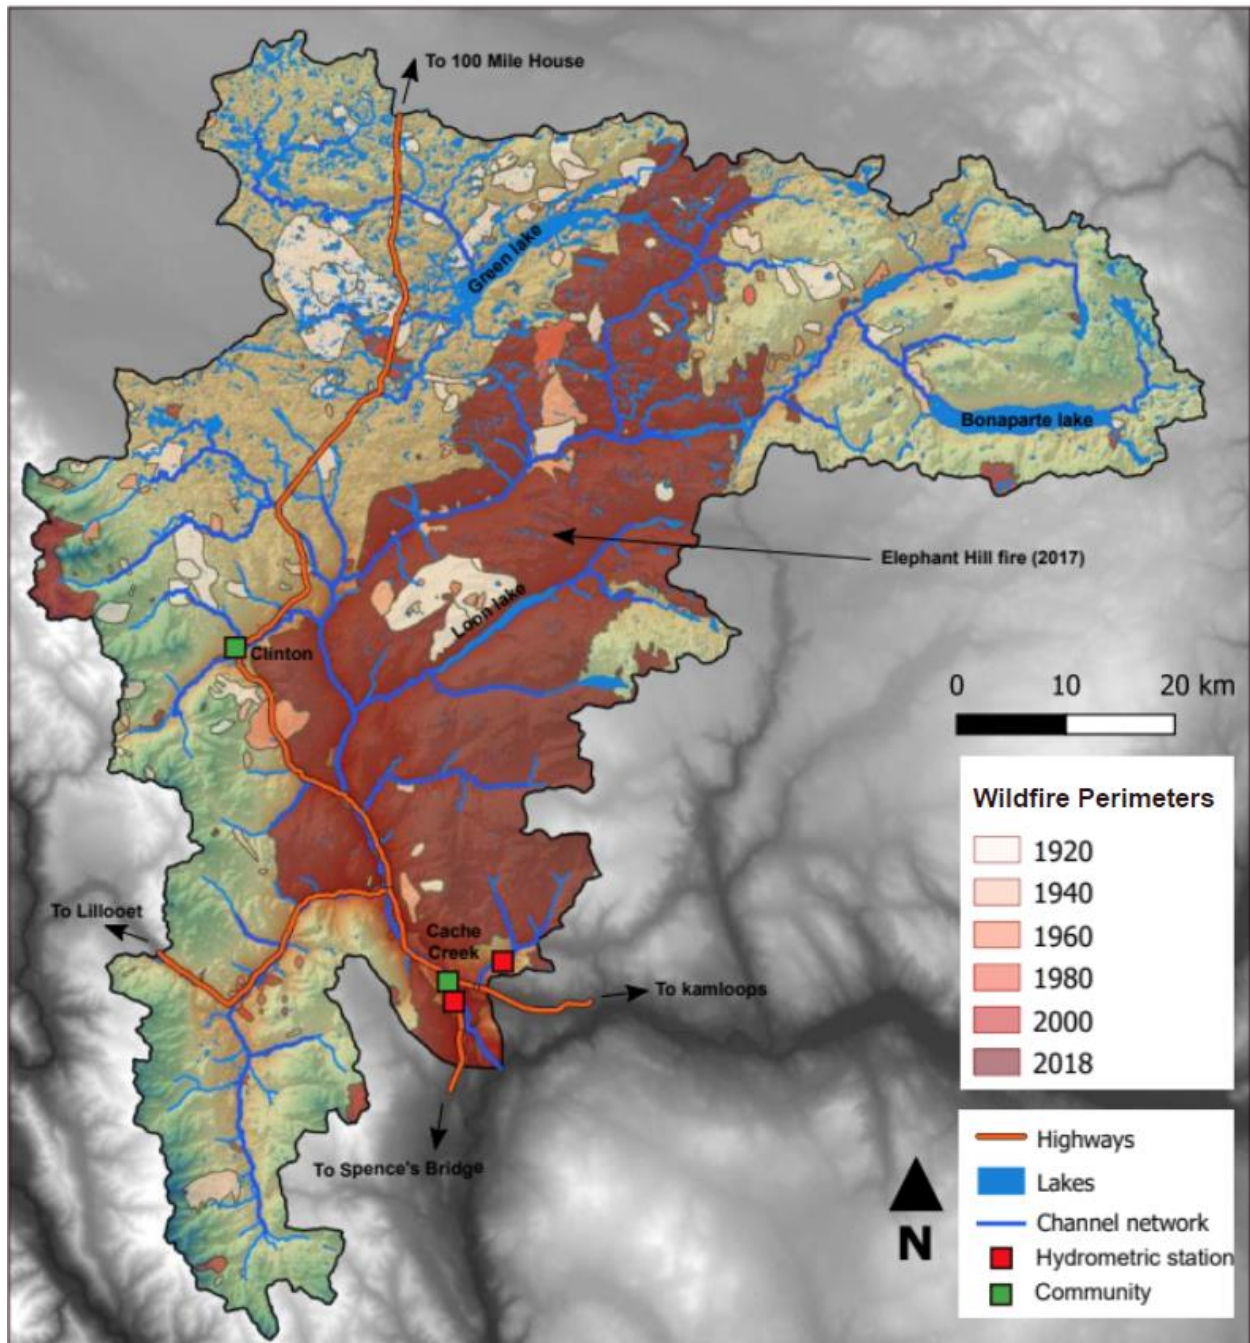 To 100 Mile House
Green lake
Bonaparte lake
Elephant Hill fire (2017)
Loon lake
Clinton
0 10 20 km
Wildfire Perimeters
1920
1940
1960
1980
2000
2018
To Lillooet
Cache
Creek
To kamloops
To Spence's Bridge
N
Highways
Lakes
Channel network
Hydrometric station
Community